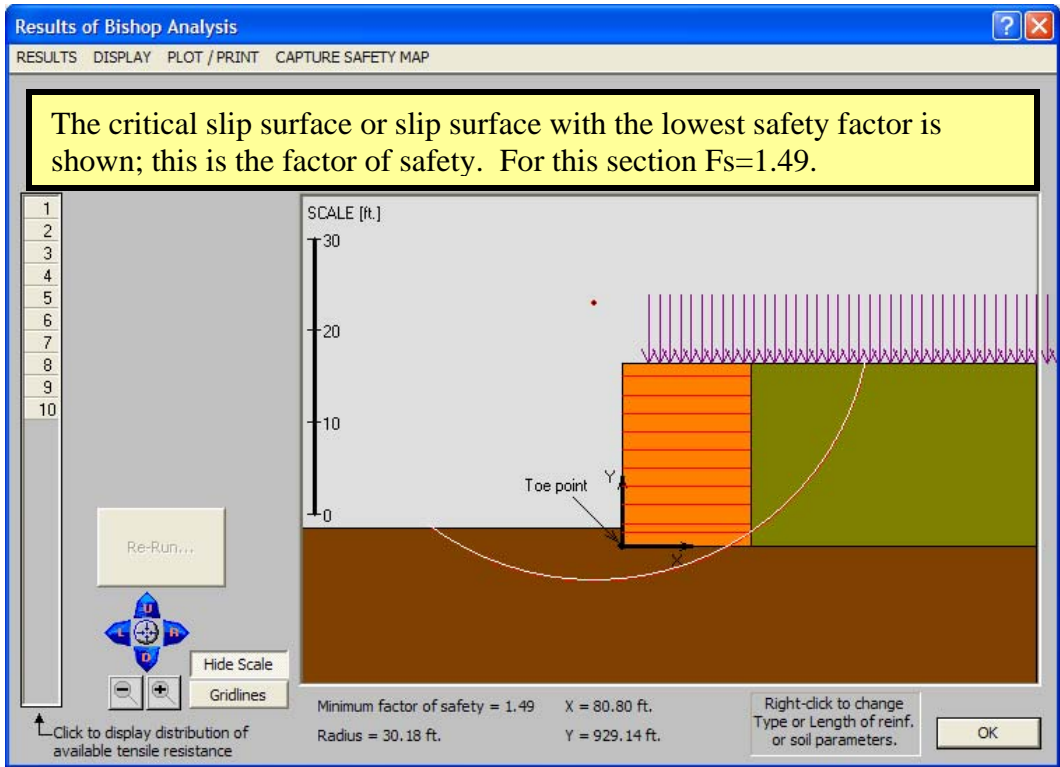 Results of Bishop Analysis
RESULTS DISPLAY PLOT / PRINT CAPTURE SAFETY MAP
The critical slip surface or slip surface with the lowest safety factor is
shown; this is the factor of safety. For this section Fs=1.49.
1
2
3
4
5
6
7
8
9
10
SCALE [ft.]
30
20
10
0
Toe point
Y
X
Re-Run...
U
L R
D
Hide Scale
Gridlines
Click to display distribution of
available tensile resistance
Minimum factor of safety = 1.49 X = 80.80 ft.
Radius = 30.18 ft. Y = 929.14 ft.
Right-click to change
Type or Length of reinf.
or soil parameters.
OK